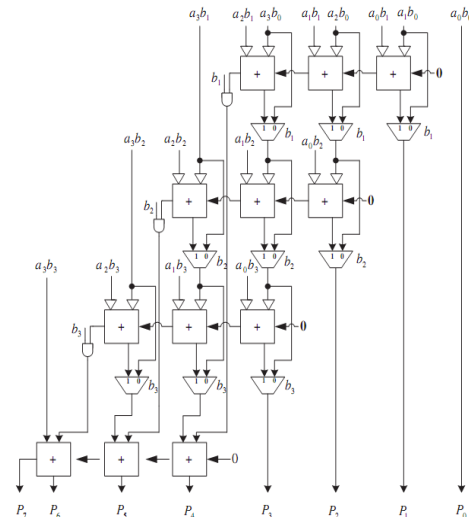 a₃b₁ a₂b₁ a₃b₀ a₁b₁ a₂b₀ a₀b₁ a₁b₀ a₀b₀
b₁ + + + 0
1 0 b₁ 1 0 b₁ 1 0 b₁
a₃b₂ a₂b₂ a₁b₂ a₀b₂
b₂ + + + 0
1 0 b₂ 1 0 b₂ 1 0 b₂
a₃b₃ a₂b₃ a₁b₃ a₀b₃
b₃ + + + 0
1 0 b₃ 1 0 b₃ 1 0 b₃
+ + + 0
P₇ P₆ P₅ P₄ P₃ P₂ P₁ P₀